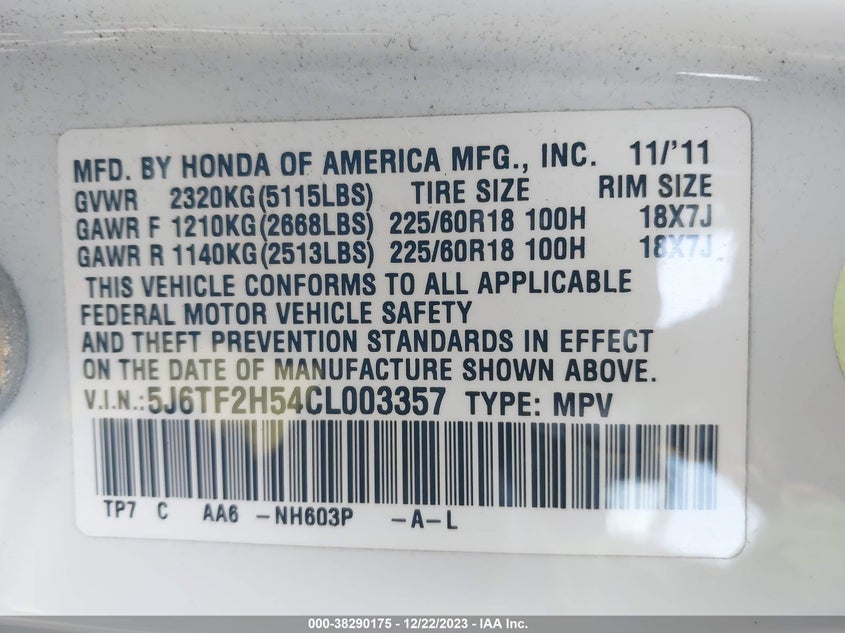 MFD. BY HONDA OF AMERICA MFG., INC. 11/'11
GVWR 2320KG(5115LBS) TIRE SIZE RIM SIZE
GAWR F 1210KG(2668LBS) 225/60R18 100H 18X7J
GAWR R 1140KG(2513LBS) 225/60R18 100H 18X7J
THIS VEHICLE CONFORMS TO ALL APPLICABLE
FEDERAL MOTOR VEHICLE SAFETY
AND THEFT PREVENTION STANDARDS IN EFFECT
ON THE DATE OF MANUFACTURE SHOWN ABOVE.
V.I.N.:5J6TF2H54CL003357 TYPE: MPV
TP7 C AA6 -NH603P -A-L
000-38290175 - 12/22/2023 - IAA Inc.